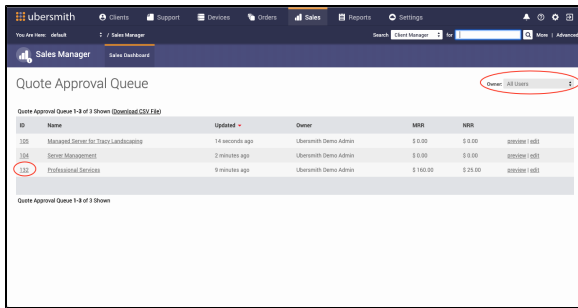 ubersmith Clients Support Devices Orders Sales Reports Settings
You Are Here: default / Sales Manager Search Client Manager for More | Advanced
Sales Manager Sales Dashboard
Quote Approval Queue
Owner: All Users
Quote Approval Queue 1-3 of 3 Shown (Download CSV File)
ID Name Updated Owner MRR NRR
105 Managed Server for Tracy Landscaping 14 seconds ago Ubersmith Demo Admin $ 0.00 $ 0.00 preview | edit
104 Server Management 2 minutes ago Ubersmith Demo Admin $ 0.00 $ 0.00 preview | edit
132 Professional Services 9 minutes ago Ubersmith Demo Admin $ 160.00 $ 25.00 preview | edit
Quote Approval Queue 1-3 of 3 Shown